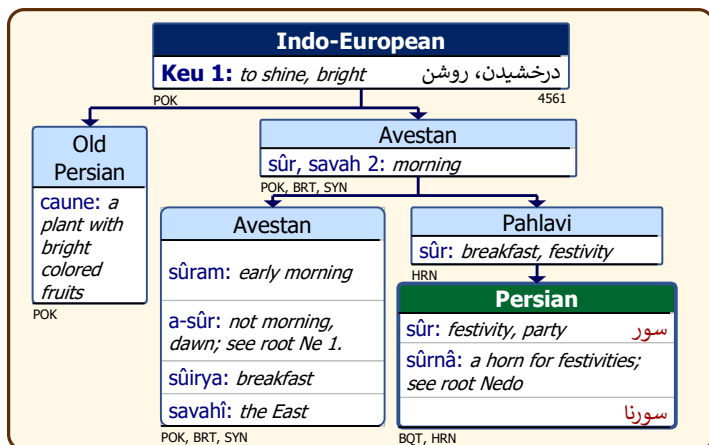 Indo-European
Keu 1: to shine, bright درخشیدن، روشن
POK 4561
Old
Persian
caune: a
plant with
bright
colored
fruits
POK
Avestan
sûr, savah 2: morning
POK, BRT, SYN
Avestan
sûram: early morning
a-sûr: not morning,
dawn; see root Ne 1.
sûirya: breakfast
savahî: the East
POK, BRT, SYN
Pahlavi
sûr: breakfast, festivity
HRN
Persian
sûr: festivity, party سور
sûrnâ: a horn for festivities;
see root Nedo
سورنا
BQT, HRN